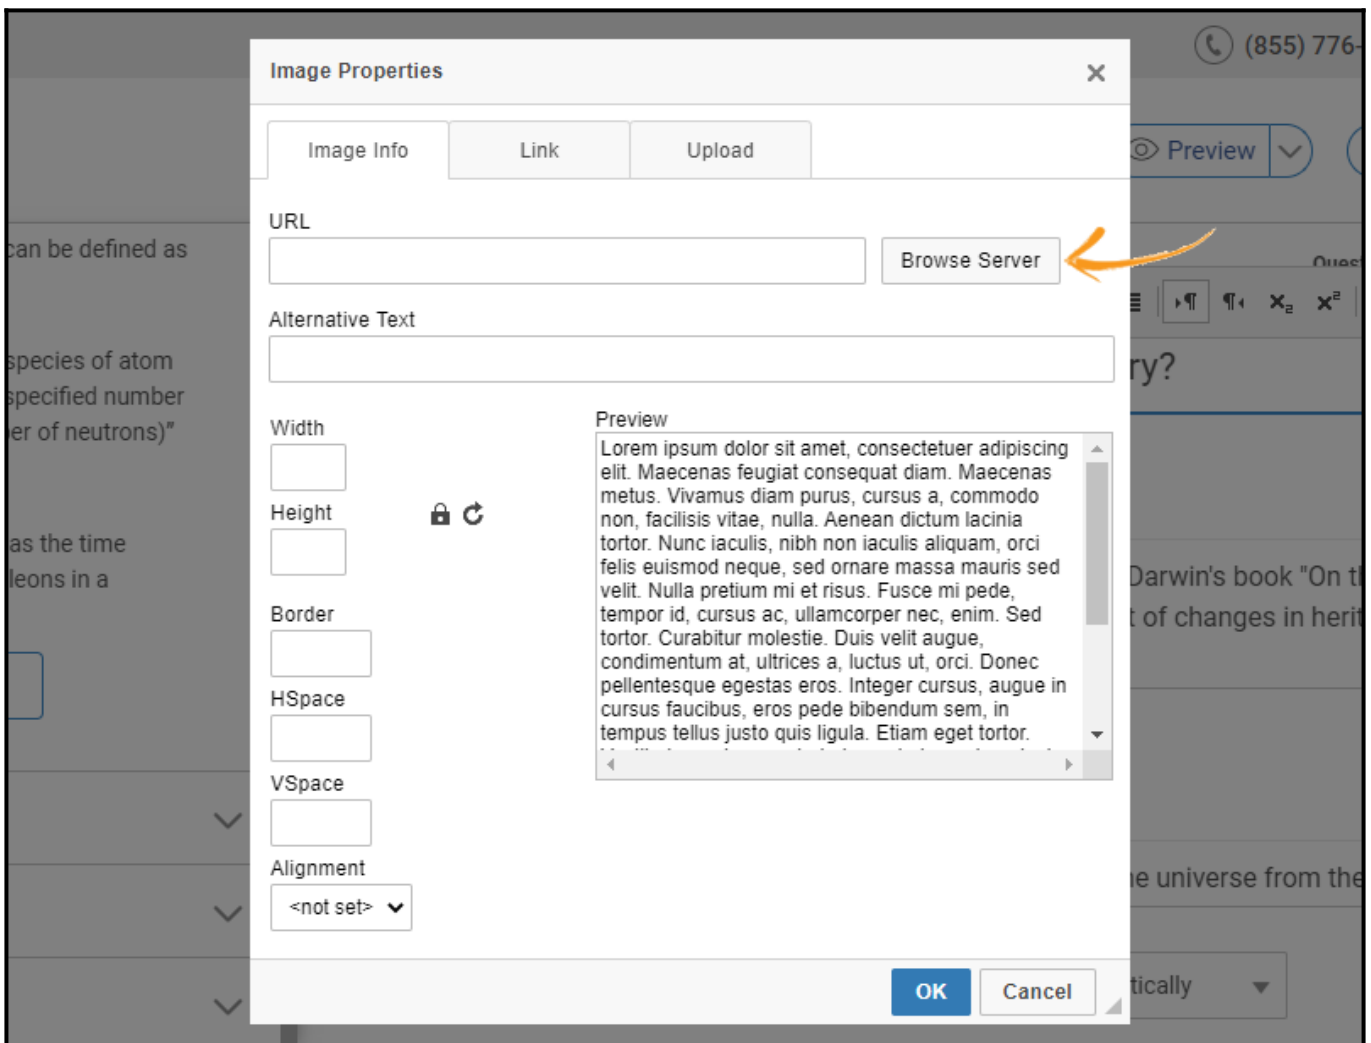 (855) 776-
Image Properties
Image Info
Link
Upload
Preview
URL
Browse Server
can be defined as
Alternative Text
species of atom
specified number
er of neutrons)"
ry?
Width
Height
Preview
Lorem ipsum dolor sit amet, consectetuer adipiscing
elit. Maecenas feugiat consequat diam. Maecenas
metus. Vivamus diam purus, cursus a, commodo
non, facilisis vitae, nulla. Aenean dictum lacinia
tortor. Nunc iaculis, nibh non iaculis aliquam, orci
felis euismod neque, sed ornare massa mauris sed
velit. Nulla pretium mi et risus. Fusce mi pede,
tempor id, cursus ac, ullamcorper nec, enim. Sed
tortor. Curabitur molestie. Duis velit augue,
condimentum at, ultrices a, luctus ut, orci. Donec
pellentesque egestas eros. Integer cursus, augue in
cursus faucibus, eros pede bibendum sem, in
tempus tellus justo quis ligula. Etiam eget tortor.
as the time
leons in a
Darwin's book "On t
t of changes in herit
Border
HSpace
VSpace
Alignment
<not set>
e universe from the
OK
Cancel
tically